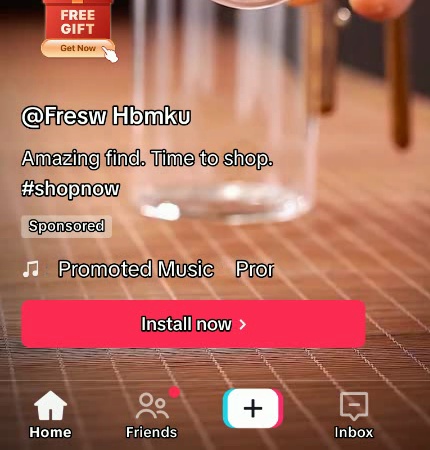 FREE
GIFT
Get Now
@Fresw Hbmku
Amazing find. Time to shop.
#shopnow
Sponsored
Promoted Music Pror
Install now >
Home Friends Inbox